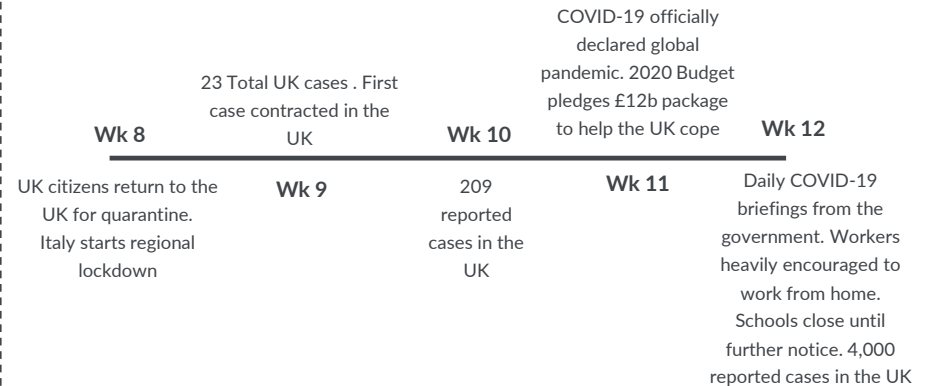 Wk 8
UK citizens return to the
UK for quarantine.
Italy starts regional
lockdown
23 Total UK cases . First
case contracted in the
UK
Wk 9
Wk 10
209
reported
cases in the
UK
COVID-19 officially
declared global
pandemic. 2020 Budget
pledges £12b package
to help the UK cope
Wk 11
Wk 12
Daily COVID-19
briefings from the
government. Workers
heavily encouraged to
work from home.
Schools close until
further notice. 4,000
reported cases in the UK